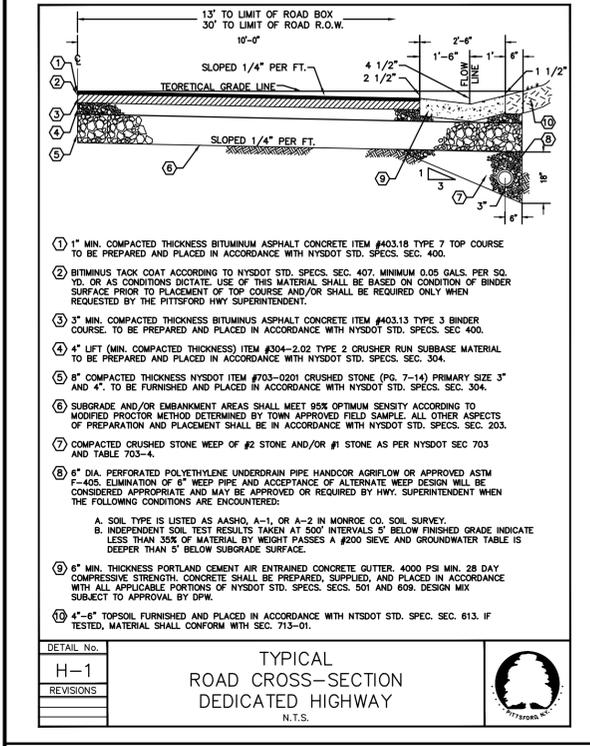 13' TO LIMIT OF ROAD BOX
30' TO LIMIT OF ROAD R.O.W.
10'-0"
2'-6"
1'-6"
1'
6"
℄
SLOPED 1/4" PER FT.
4 1/2"
2 1/2"
FLOW LINE
1 1/2"
TEORETICAL GRADE LINE
1
2
3
4
5
SLOPED 1/4" PER FT.
6
9
1
3
7
3"
10
8
18"
6"
1 1" MIN. COMPACTED THICKNESS BITUMINUM ASPHALT CONCRETE ITEM #403.18 TYPE 7 TOP COURSE
TO BE PREPARED AND PLACED IN ACCORDANCE WITH NYSDOT STD. SPECS. SEC. 400.
2 BITIMINUS TACK COAT ACCORDING TO NYSDOT STD. SPECS. SEC. 407. MINIMUM 0.05 GALS. PER SQ.
YD. OR AS CONDITIONS DICTATE. USE OF THIS MATERIAL SHALL BE BASED ON CONDITION OF BINDER
SURFACE PRIOR TO PLACEMENT OF TOP COURSE AND/OR SHALL BE REQUIRED ONLY WHEN
REQUESTED BY THE PITTSFORD HWY SUPERINTENDENT.
3 3" MIN. COMPACTED THICKNESS BITUMINUS ASPHALT CONCRETE ITEM #403.13 TYPE 3 BINDER
COURSE. TO BE PREPARED AND PLACED IN ACCORDANCE WITH NYSDOT STD. SPECS. SEC 400.
4 4" LIFT (MIN. COMPACTED THICKNESS) ITEM #304-2.02 TYPE 2 CRUSHER RUN SUBBASE MATERIAL
TO BE PREPARED AND PLACED IN ACCORDANCE WITH NYSDOT STD. SPECS. SEC. 304.
5 8" COMPACTED THICKNESS NYSDOT ITEM #703-0201 CRUSHED STONE (PG. 7-14) PRIMARY SIZE 3"
AND 4". TO BE FURNISHED AND PLACED IN ACCORDANCE WITH NYSDOT STD. SPECS. SEC. 304.
6 SUBGRADE AND/OR EMBANKMENT AREAS SHALL MEET 95% OPTIMUM SENSITY ACCORDING TO
MODIFIED PROCTOR METHOD DETERMINED BY TOWN APPROVED FIELD SAMPLE. ALL OTHER ASPECTS
OF PREPARATION AND PLACEMENT SHALL BE IN ACCORDANCE WITH NYSDOT STD. SPECS. SEC. 203.
7 COMPACTED CRUSHED STONE WEEP OF #2 STONE AND/OR #1 STONE AS PER NYSDOT SEC 703
AND TABLE 703-4.
8 6" DIA. PERFORATED POLYETHYLENE UNDERDRAIN PIPE HANDCOR AGRIFLOW OR APPROVED ASTM
F-405. ELIMINATION OF 6" WEEP PIPE AND ACCEPTANCE OF ALTERNATE WEEP DESIGN WILL BE
CONSIDERED APPROPRIATE AND MAY BE APPROVED OR REQUIRED BY HWY. SUPERINTENDENT WHEN
THE FOLLOWING CONDITIONS ARE ENCOUNTERED:
A. SOIL TYPE IS LISTED AS AASHO, A-1, OR A-2 IN MONROE CO. SOIL SURVEY.
B. INDEPENDENT SOIL TEST RESULTS TAKEN AT 500' INTERVALS 5' BELOW FINISHED GRADE INDICATE
LESS THAN 35% OF MATERIAL BY WEIGHT PASSES A #200 SIEVE AND GROUNDWATER TABLE IS
DEEPER THAN 5' BELOW SUBGRADE SURFACE.
9 6" MIN. THICKNESS PORTLAND CEMENT AIR ENTRAINED CONCRETE GUTTER. 4000 PSI MIN. 28 DAY
COMPRESSIVE STRENGTH. CONCRETE SHALL BE PREPARED, SUPPLIED, AND PLACED IN ACCORDANCE
WITH ALL APPLICABLE PORTIONS OF NYSDOT STD. SPECS. SECS. 501 AND 609. DESIGN MIX
SUBJECT TO APPROVAL BY DPW.
10 4"-6" TOPSOIL FURNISHED AND PLACED IN ACCORDANCE WITH NTSDOT STD. SPEC. SEC. 613. IF
TESTED, MATERIAL SHALL CONFORM WITH SEC. 713-01.
DETAIL No.
H-1
REVISIONS
TYPICAL
ROAD CROSS-SECTION
DEDICATED HIGHWAY
N.T.S.
PITTSFORD, N.Y.